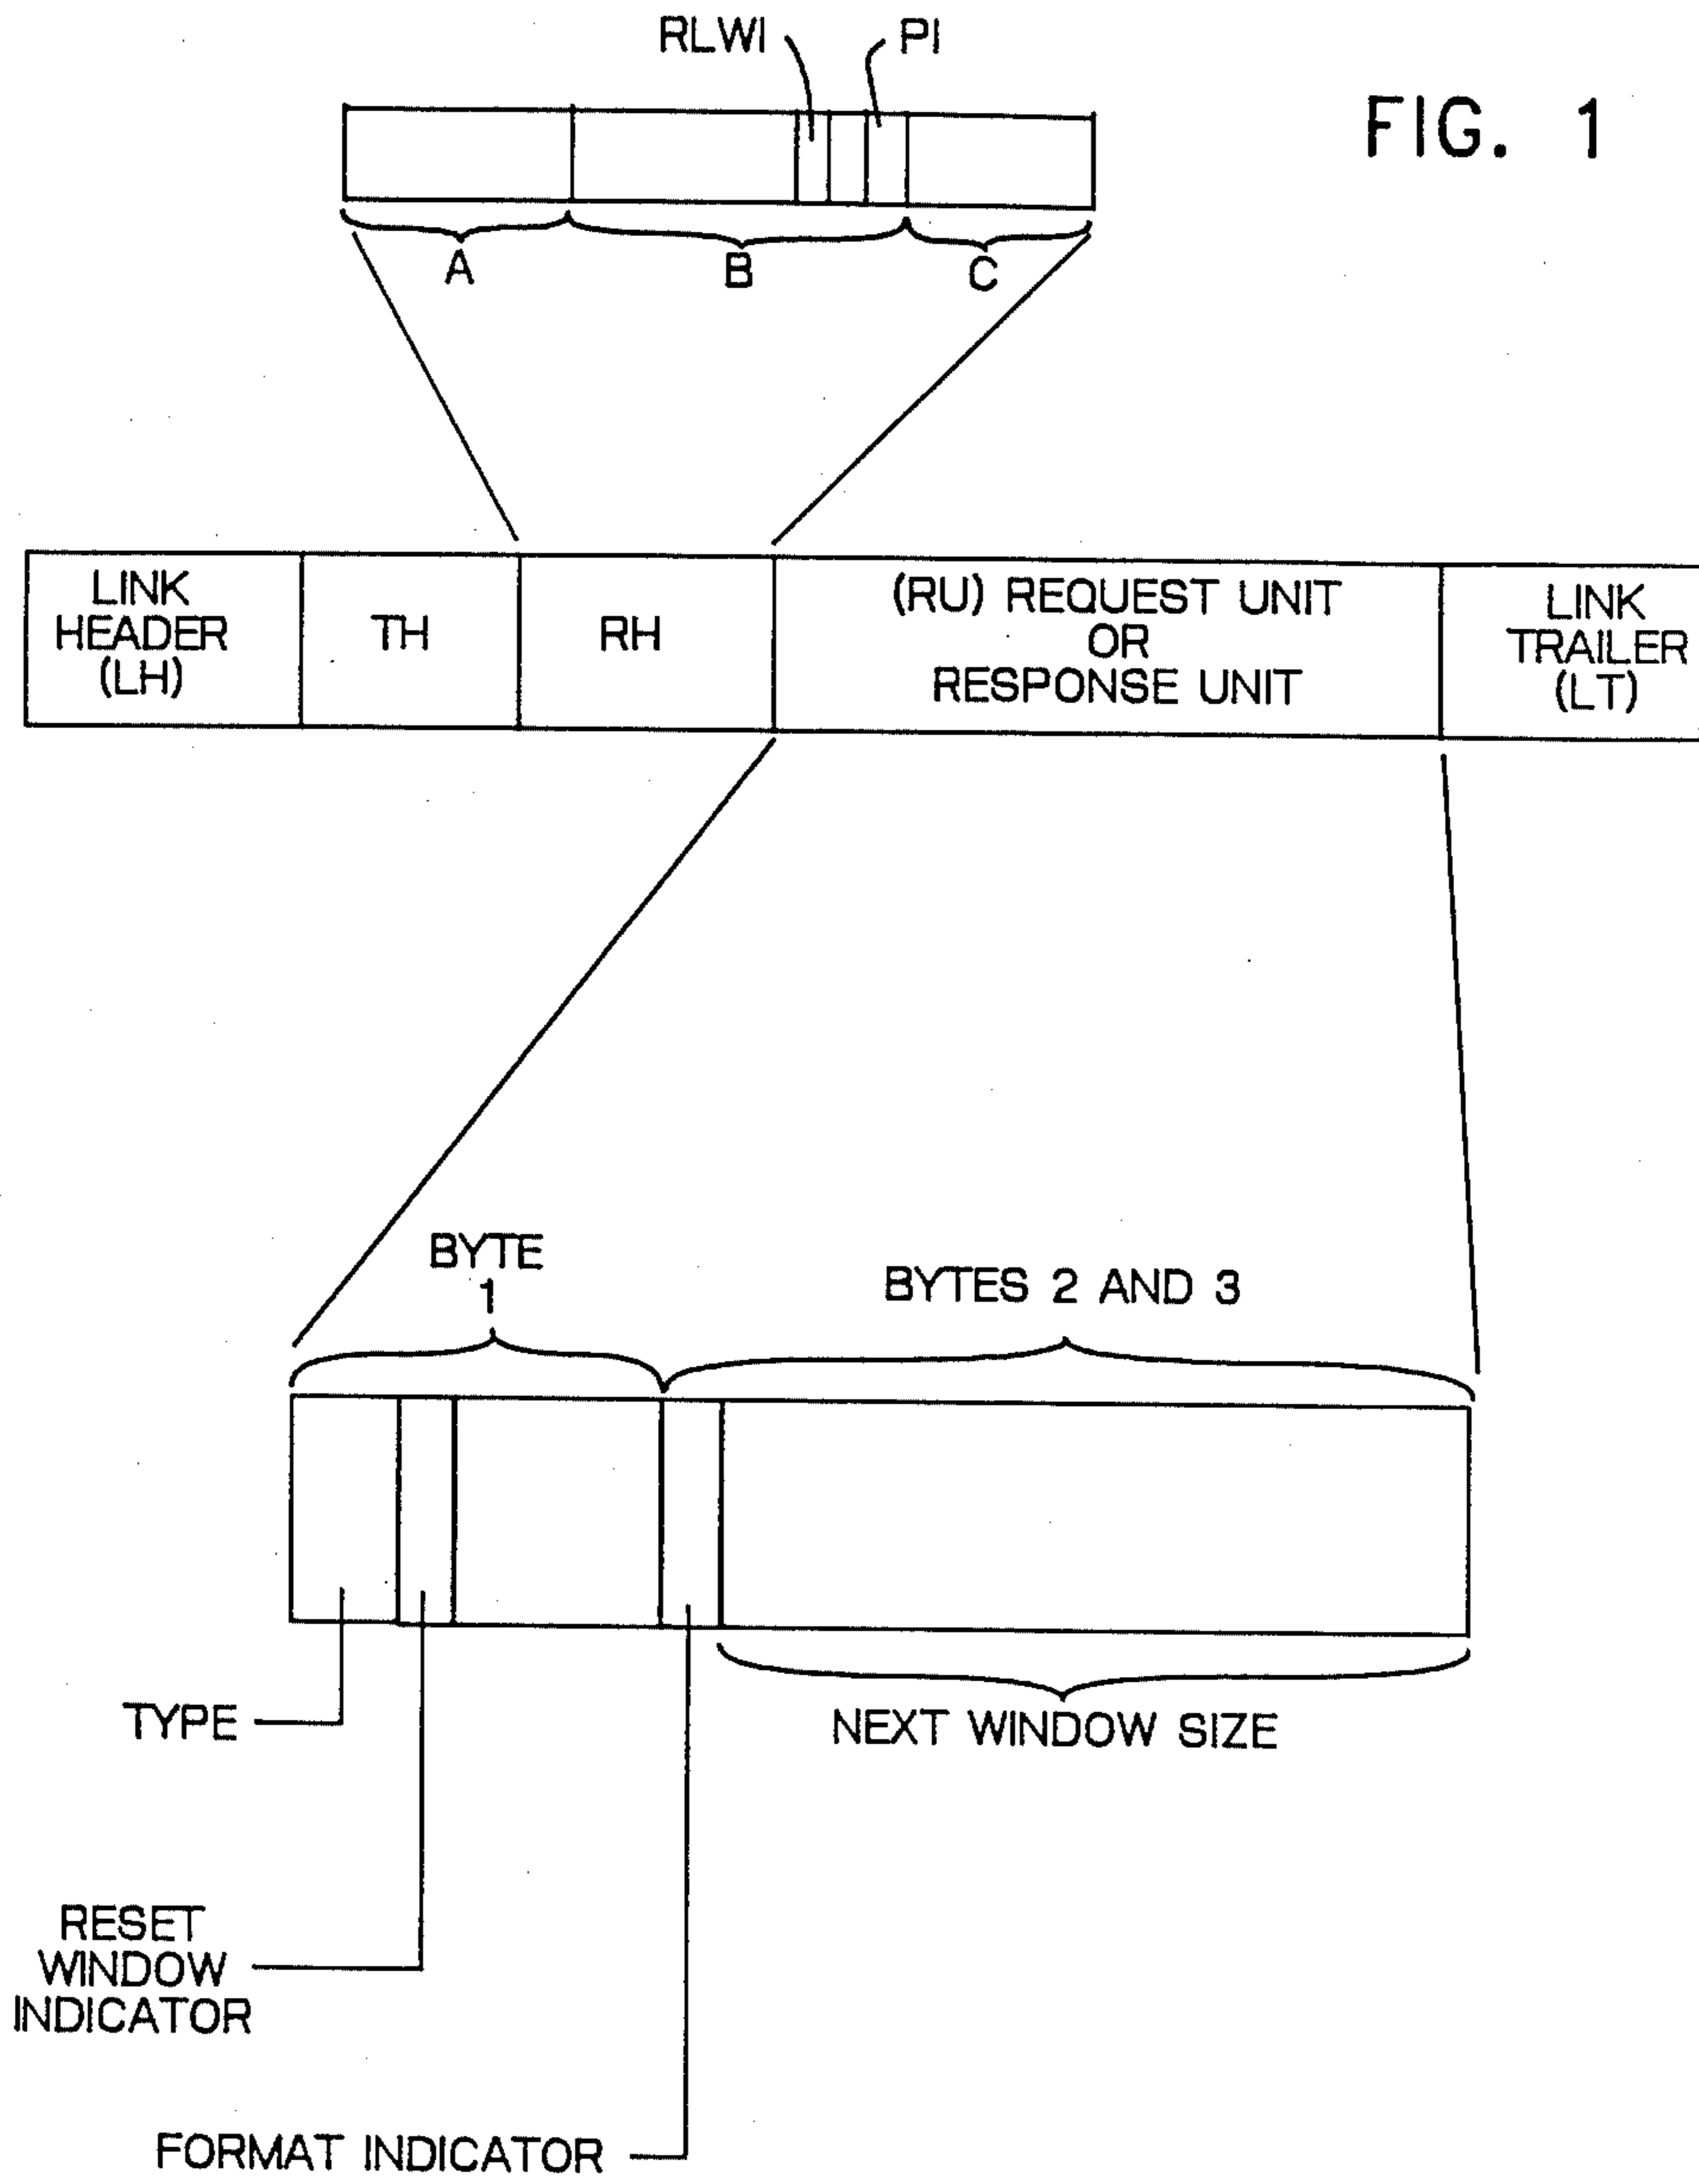 RLWI
PI
FIG. 1
A
B
C
LINK
HEADER
(LH)
TH
RH
(RU) REQUEST UNIT
OR
RESPONSE UNIT
LINK
TRAILER
(LT)
BYTE
1
BYTES 2 AND 3
TYPE
NEXT WINDOW SIZE
RESET
WINDOW
INDICATOR
FORMAT INDICATOR